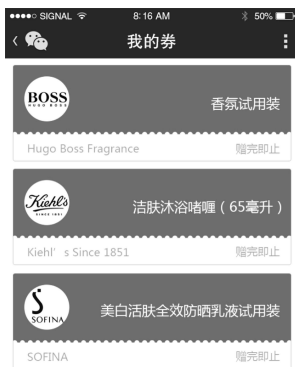 SIGNAL 8:16 AM 50%
我的券
BOSS
HUGO BOSS
香氛试用装
Hugo Boss Fragrance 赠完即止
Kiehl's
SINCE 1851
洁肤沐浴啫喱（65毫升）
Kiehl's Since 1851 赠完即止
SOFINA
美白活肤全效防晒乳液试用装
SOFINA 赠完即止